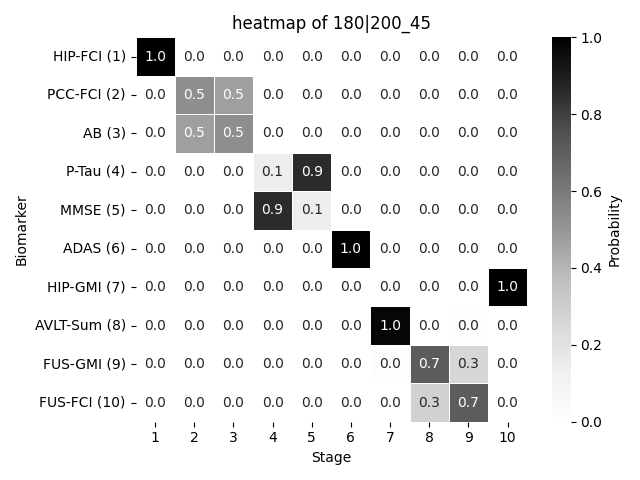 heatmap of 180|200_45
HIP-FCI (1) 1.0 0.0 0.0 0.0 0.0 0.0 0.0 0.0 0.0 0.0
PCC-FCI (2) 0.0 0.5 0.5 0.0 0.0 0.0 0.0 0.0 0.0 0.0
AB (3) 0.0 0.5 0.5 0.0 0.0 0.0 0.0 0.0 0.0 0.0
P-Tau (4) 0.0 0.0 0.0 0.1 0.9 0.0 0.0 0.0 0.0 0.0
MMSE (5) 0.0 0.0 0.0 0.9 0.1 0.0 0.0 0.0 0.0 0.0
ADAS (6) 0.0 0.0 0.0 0.0 0.0 1.0 0.0 0.0 0.0 0.0
HIP-GMI (7) 0.0 0.0 0.0 0.0 0.0 0.0 0.0 0.0 0.0 1.0
AVLT-Sum (8) 0.0 0.0 0.0 0.0 0.0 0.0 1.0 0.0 0.0 0.0
FUS-GMI (9) 0.0 0.0 0.0 0.0 0.0 0.0 0.0 0.7 0.3 0.0
FUS-FCI (10) 0.0 0.0 0.0 0.0 0.0 0.0 0.0 0.3 0.7 0.0
1 2 3 4 5 6 7 8 9 10
Stage
Biomarker
1.0
0.8
0.6
0.4
0.2
0.0
Probability